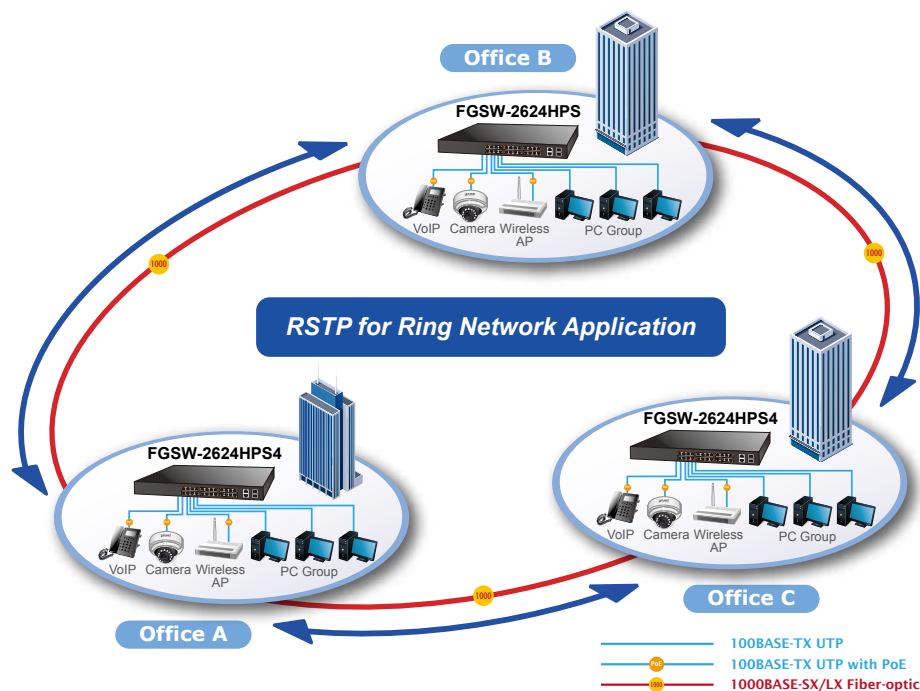 Office B
FGSW-2624HPS
VoIP Camera Wireless AP PC Group
1000
1000
RSTP for Ring Network Application
FGSW-2624HPS4
VoIP Camera Wireless AP PC Group
FGSW-2624HPS4
VoIP Camera Wireless AP PC Group
1000
Office A
Office C
100BASE-TX UTP
PoE
100BASE-TX UTP with PoE
1000
1000BASE-SX/LX Fiber-optic